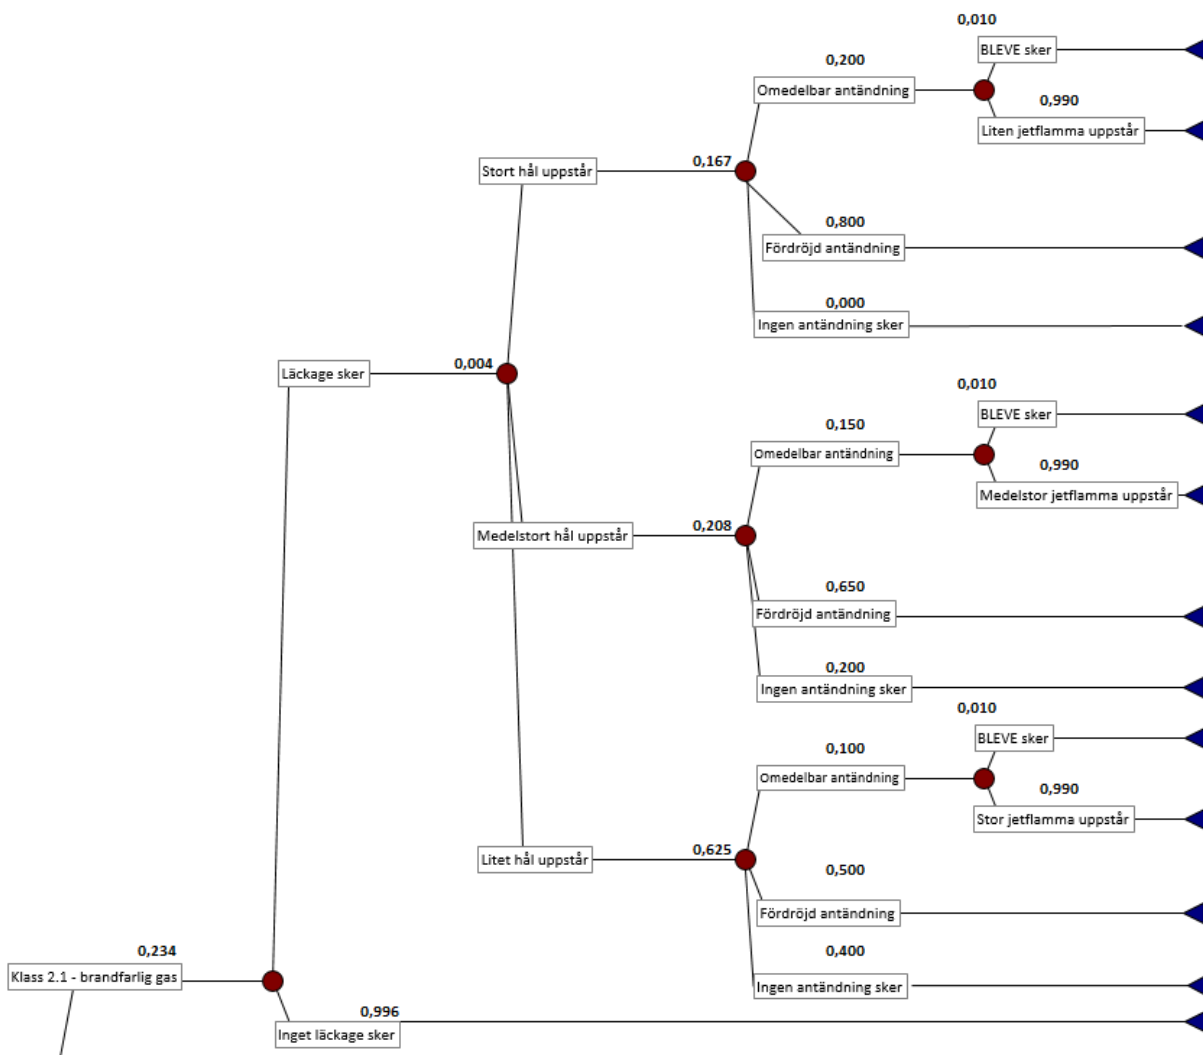 0,010
BLEVE sker
0,200
Omedelbar antändning
0,990
Liten jetflamma uppstår
Stort hål uppstår
0,167
0,800
Fördröjd antändning
0,000
Ingen antändning sker
Läckage sker
0,004
0,010
BLEVE sker
0,150
Omedelbar antändning
0,990
Medelstor jetflamma uppstår
Medelstort hål uppstår
0,208
0,650
Fördröjd antändning
0,200
Ingen antändning sker
0,010
BLEVE sker
0,100
Omedelbar antändning
0,990
Stor jetflamma uppstår
Litet hål uppstår
0,625
0,500
Fördröjd antändning
0,400
Ingen antändning sker
0,234
Klass 2.1 - brandfarlig gas
0,996
Inget läckage sker